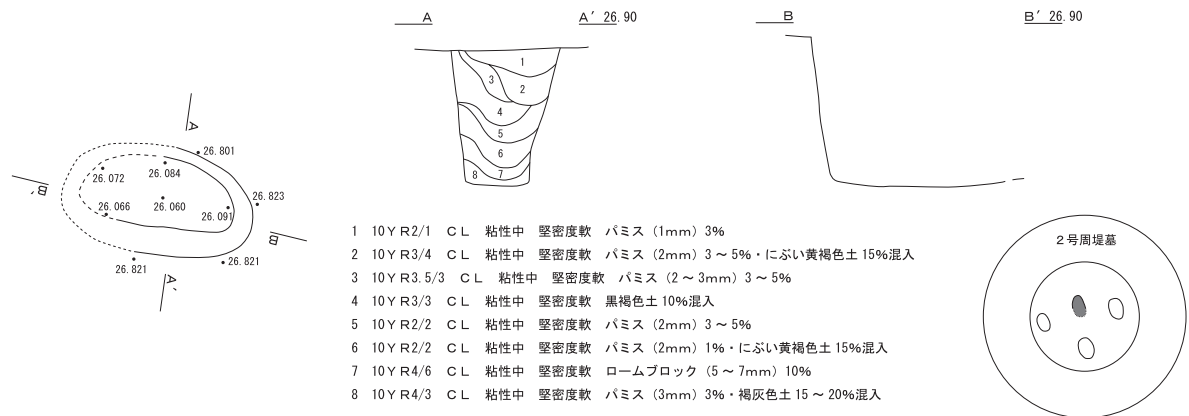 A A′ 26.90 B B′ 26.90
A
26.801
26.072 26.084
B′
26.823
26.066 26.060 26.091
B
26.821 26.821
A′
1
2
3
4
5
6
7
8
1 10ＹＲ2/1 ＣＬ 粘性中 堅密度軟 パミス（1mm）3%
2 10ＹＲ3/4 ＣＬ 粘性中 堅密度軟 パミス（2mm）3～5%・にぶい黄褐色土 15%混入
3 10ＹＲ3.5/3 ＣＬ 粘性中 堅密度軟 パミス（2～3mm）3～5%
4 10ＹＲ3/3 ＣＬ 粘性中 堅密度軟 黒褐色土 10%混入
5 10ＹＲ2/2 ＣＬ 粘性中 堅密度軟 パミス（2mm）3～5%
6 10ＹＲ2/2 ＣＬ 粘性中 堅密度軟 パミス（2mm）1%・にぶい黄褐色土 15%混入
7 10ＹＲ4/6 ＣＬ 粘性中 堅密度軟 ロームブロック（5～7mm）10%
8 10ＹＲ4/3 ＣＬ 粘性中 堅密度軟 パミス（3mm）3%・褐灰色土 15～20%混入
２号周堤墓